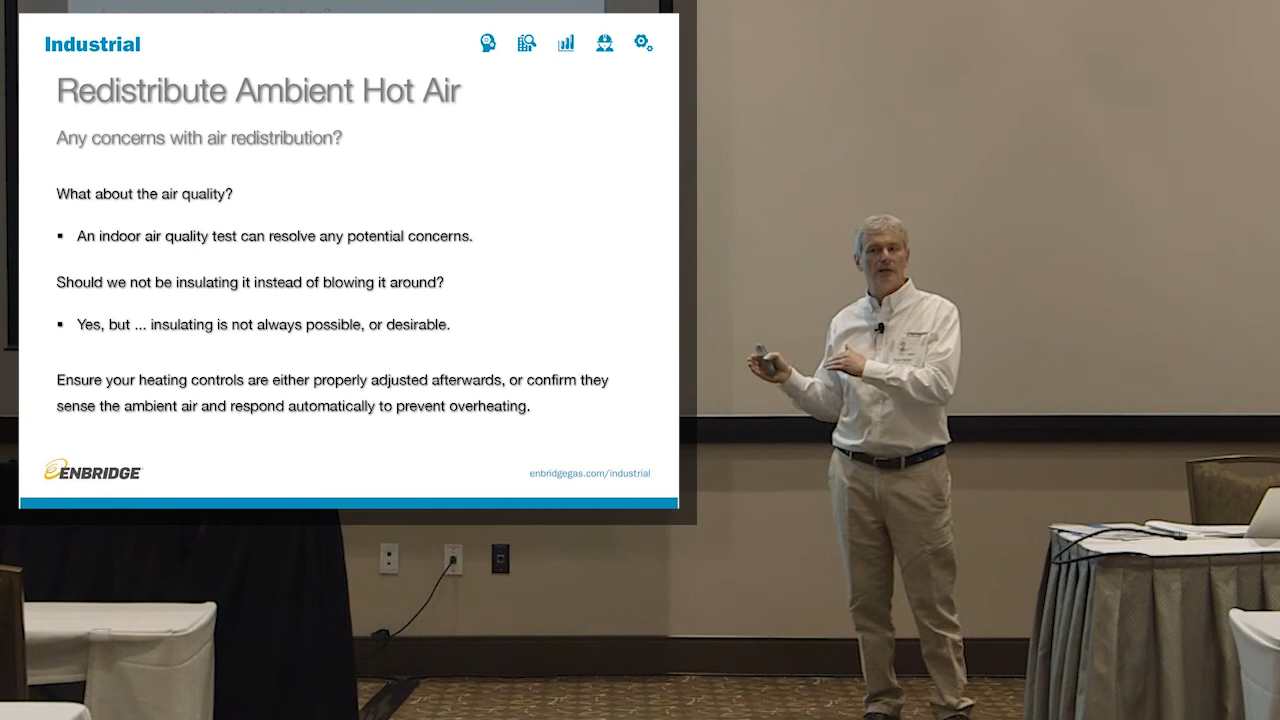 Industrial
Redistribute Ambient Hot Air
Any concerns with air redistribution?
What about the air quality?
▪ An indoor air quality test can resolve any potential concerns.
Should we not be insulating it instead of blowing it around?
▪ Yes, but ... insulating is not always possible, or desirable.
Ensure your heating controls are either properly adjusted afterwards, or confirm they
sense the ambient air and respond automatically to prevent overheating.
ENBRIDGE
enbridgegas.com/industrial